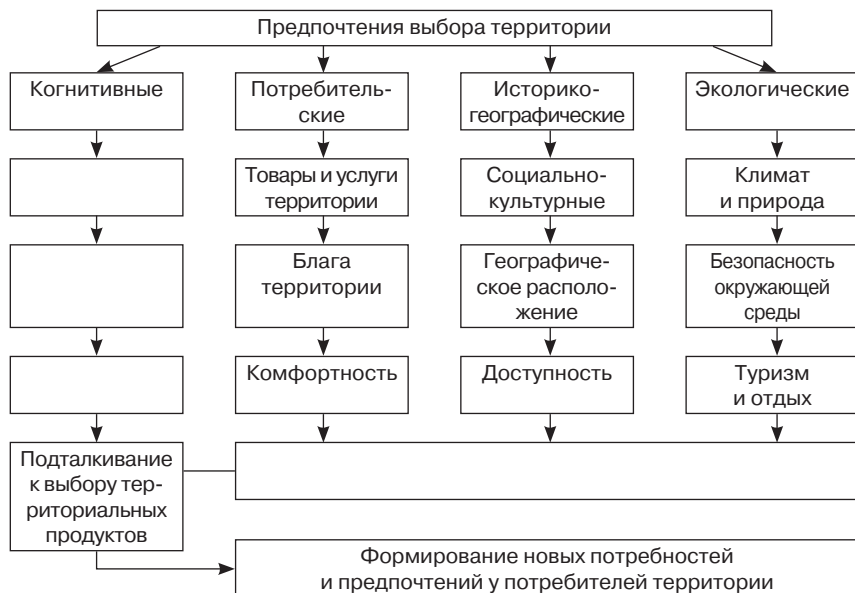 Предпочтения выбора территории
Когнитивные
Потребитель-
ские
Историко-
географические
Экологические
Товары и услуги
территории
Социально-
культурные
Климат
и природа
Блага
территории
Географиче-
ское располо-
жение
Безопасность
окружающей
среды
Комфортность
Доступность
Туризм
и отдых
Подталкивание
к выбору тер-
риториальных
продуктов
Формирование новых потребностей
и предпочтений у потребителей территории